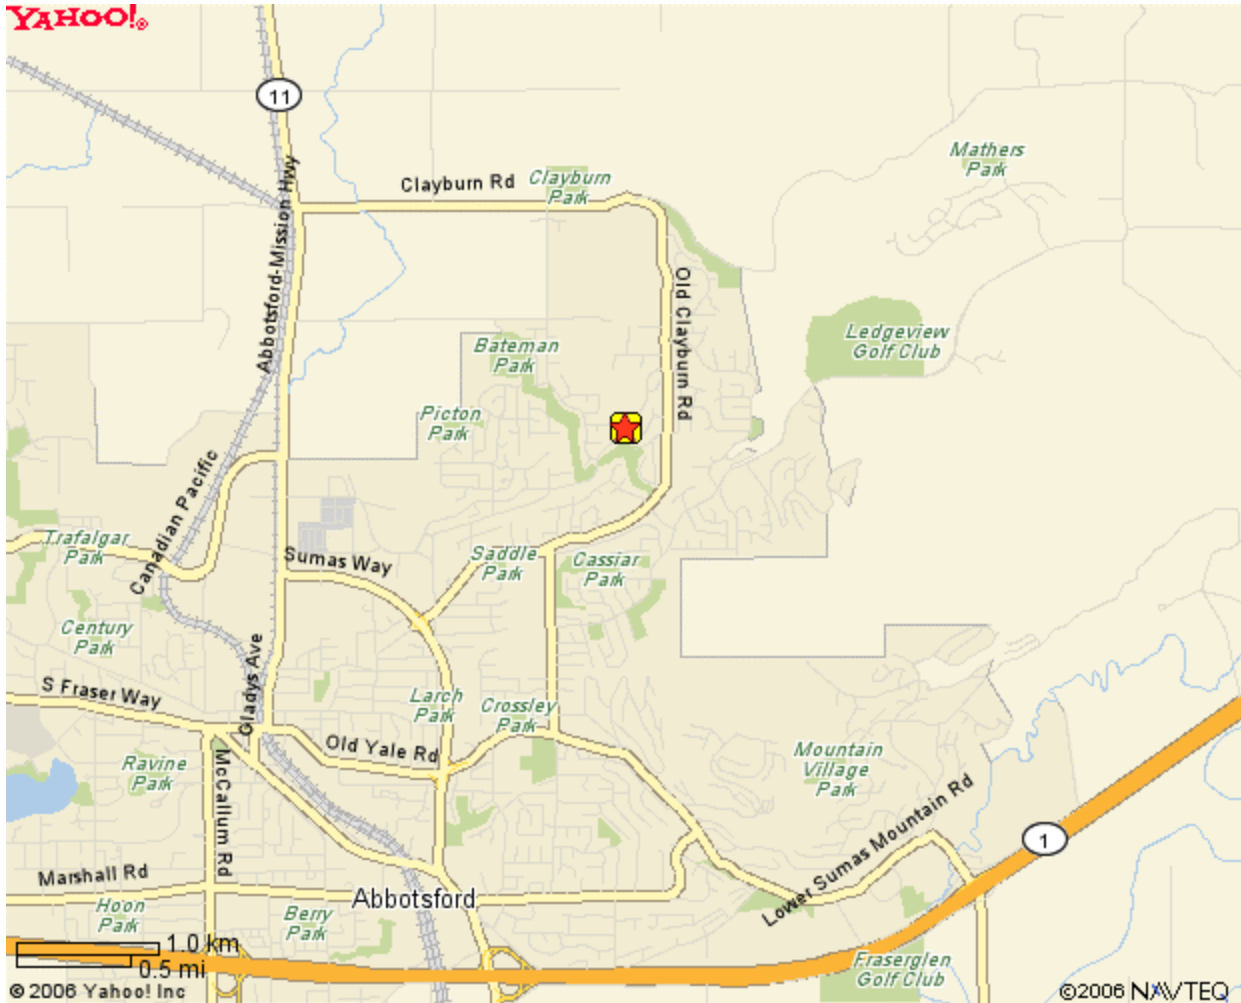 YAHOO!®
11
Mathers
Park
Clayburn Rd
Clayburn
Park
Abbotsford-Mission Hwy
Old Clayburn Rd
Ledgeview
Golf Club
Bateman
Park
Picton
Park
Canadian Pacific
Trafalgar
Park
Sumas Way
Saddle
Park
Cassiar
Park
Century
Park
Gladys Ave
S Fraser Way
Larch
Park
Crossley
Park
Old Yale Rd
Ravine
Park
McCallum Rd
Mountain
Village
Park
Lower Sumas Mountain Rd
1
Marshall Rd
Abbotsford
Hoon
Park
Berry
Park
1.0 km
0.5 mi
Fraserglen
Golf Club
© 2006 Yahoo! Inc
©2006 NAVTEQ